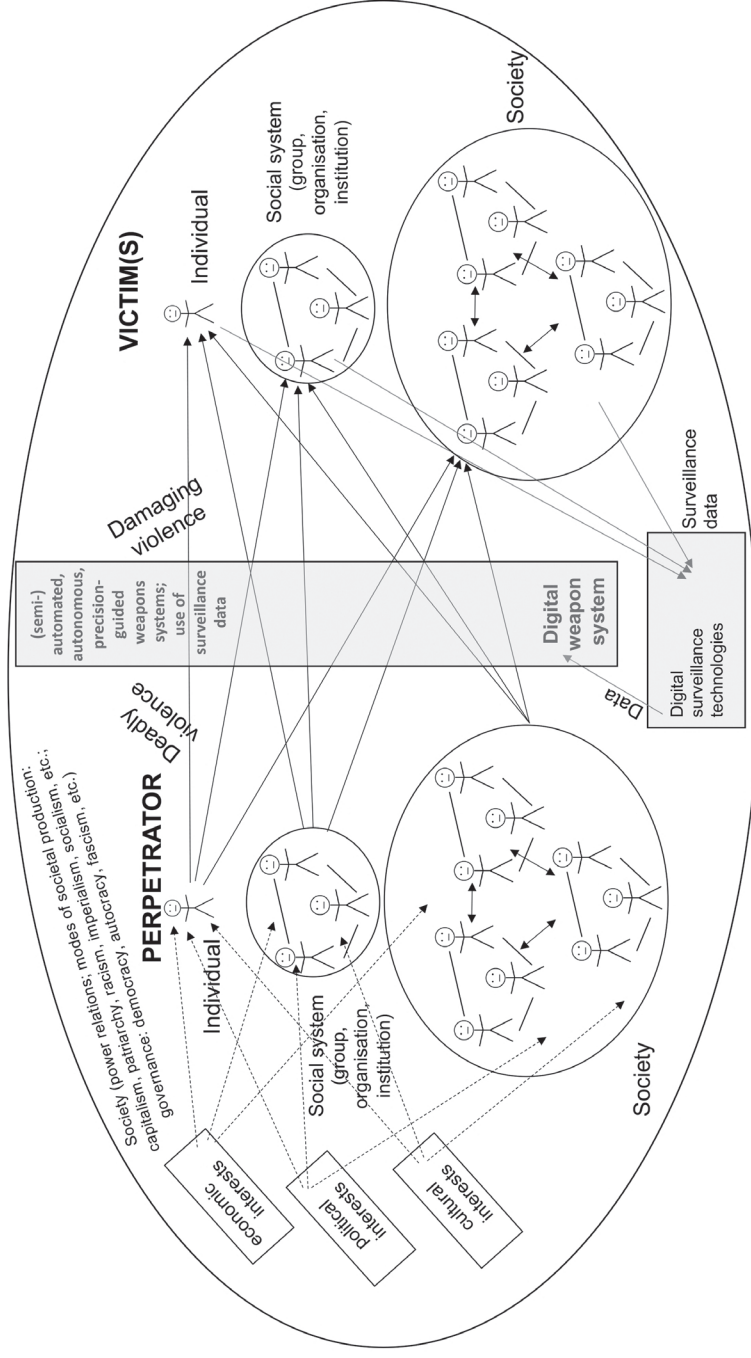 Society (power relations; modes of societal production:
capitalism, patriarchy, racism, imperialism, socialism, etc.;
governance: democracy, autocracy, fascism, etc.)
PERPETRATOR
Individual
Social system
(group,
organisation,
institution)
Society
economic
interests
political
interests
cultural
interests
Deadly
violence
Damaging
violence
(semi-)
automated,
autonomous,
precision-
guided
weapons
systems;
use of
surveillance
data
Digital
weapon
system
Data
Digital
surveillance
technologies
Surveillance
data
VICTIM(S)
Individual
Social system
(group,
organisation,
institution)
Society